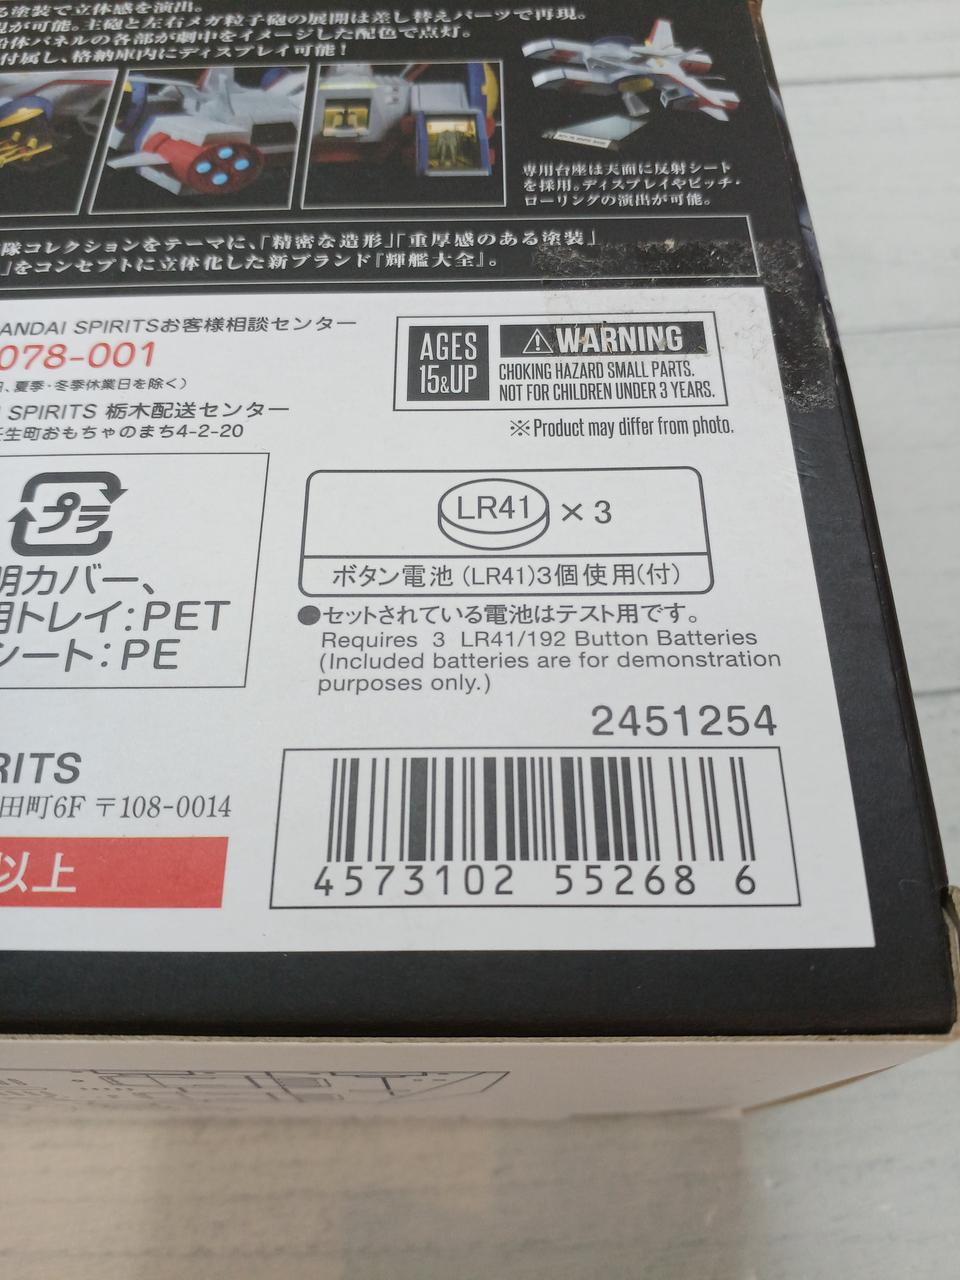 る塗装で立体感を演出。
現が可能。主砲と左右メガ粒子砲の展開は差し替えパーツで再現。
船体パネルの各部が劇中をイメージした配色で点灯。
付属し、格納庫内にディスプレイ可能!
専用台座は天面に反射シート
を採用。ディスプレイやピッチ・
ローリングの演出が可能。
隊コレクションをテーマに、「精密な造形」「重厚感のある塗装」
」をコンセプトに立体化した新ブランド『輝艦大全』。
ANDAI SPIRITSお客様相談センター
078-001
日、夏季・冬季休業日を除く)
SPIRITS 栃木配送センター
壬生町おもちゃのまち4-2-20
AGES
15&UP
WARNING
CHOKING HAZARD SMALL PARTS.
NOT FOR CHILDREN UNDER 3 YEARS.
※Product may differ from photo.
プラ
明カバー、
用トレイ:PET
シート:PE
LR41 × 3
ボタン電池(LR41)3個使用(付)
●セットされている電池はテスト用です。
Requires 3 LR41/192 Button Batteries
(Included batteries are for demonstration
purposes only.)
2451254
RITS
田町6F 〒108-0014
以上
4573102 55268 6